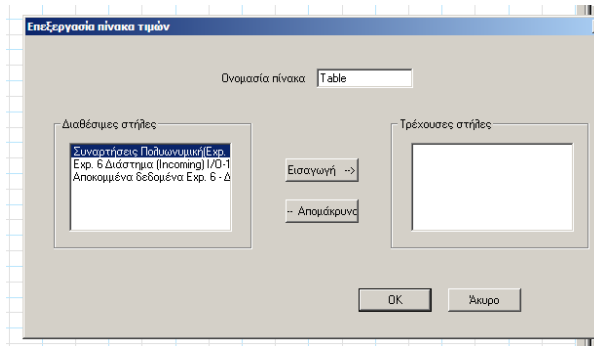 Επεξεργασία πίνακα τιμών
Ονομασία πίνακα Table
Διαθέσιμες στήλες
Τρέχουσες στήλες
Συναρτήσεις Πολυωνυμική(Exp.
Exp. 6 Διάστημα (Incoming) I/O-1
Αποκομμένα δεδομένα Exp. 6 - Δ
Εισαγωγή -->
-- Απομάκρυνσ
OK Άκυρο